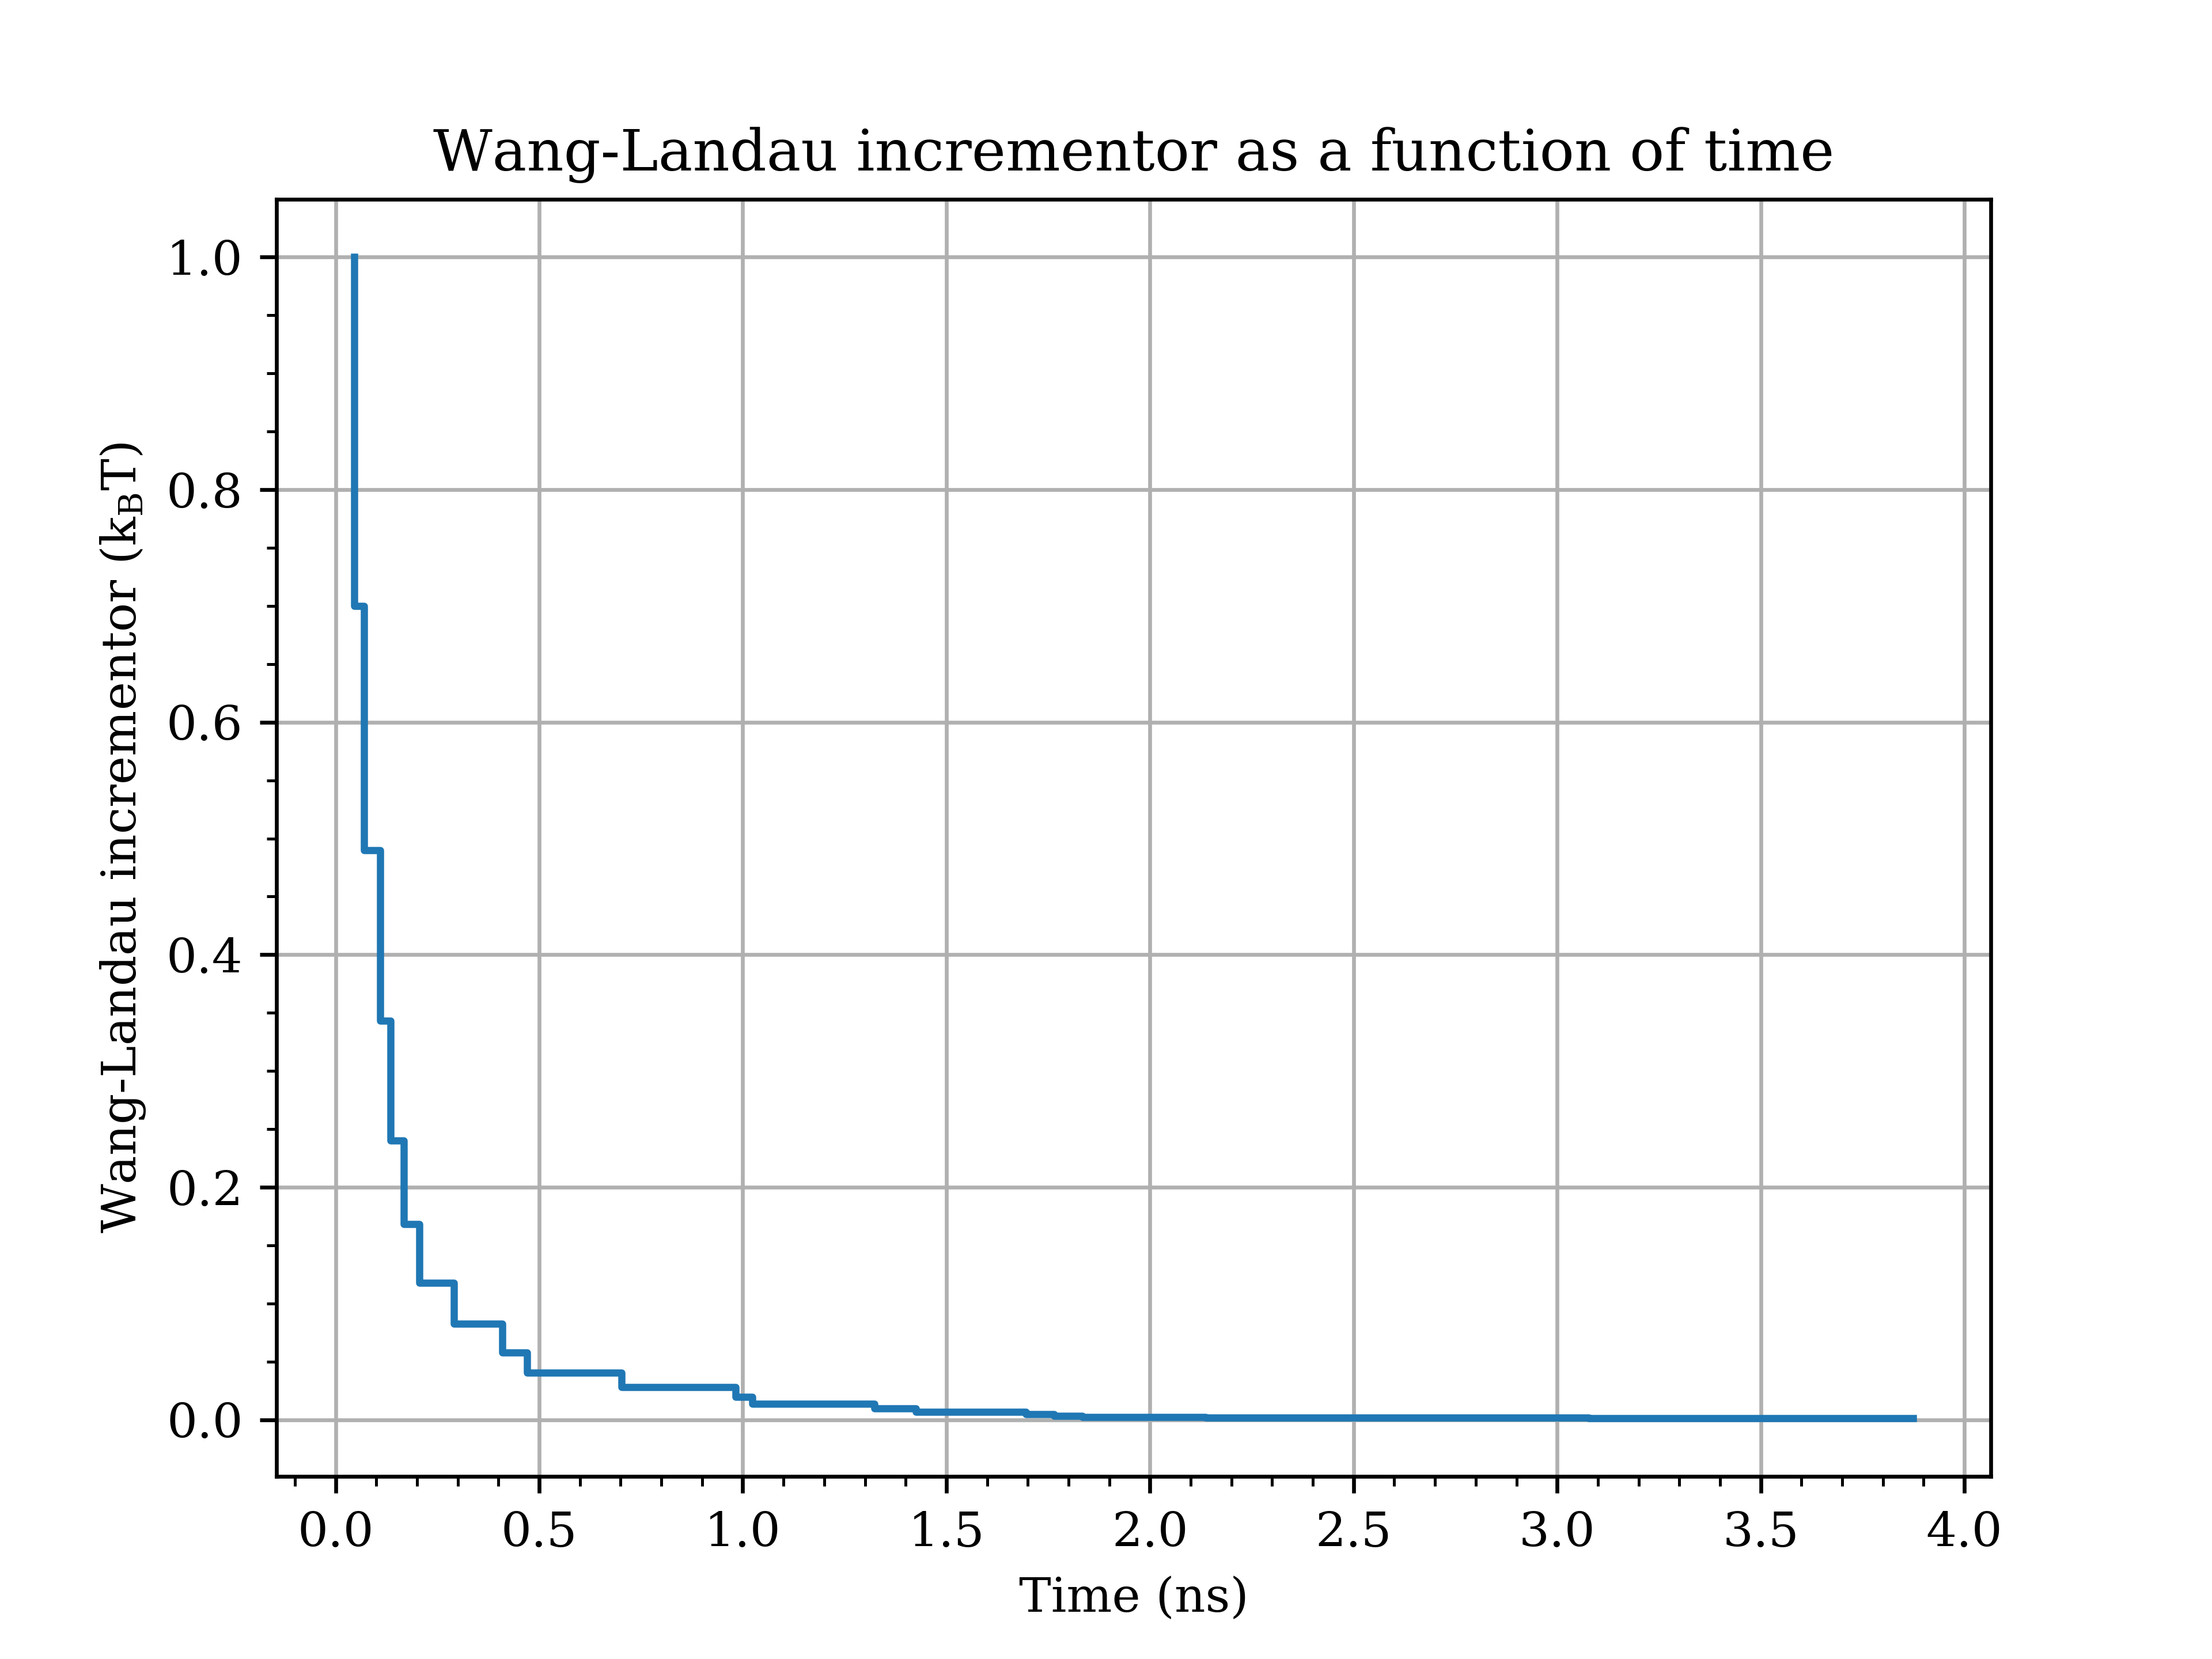 Wang-Landau incrementor as a function of time
Wang-Landau incrementor (k_BT)
1.0
0.8
0.6
0.4
0.2
0.0
0.0 0.5 1.0 1.5 2.0 2.5 3.0 3.5 4.0
Time (ns)